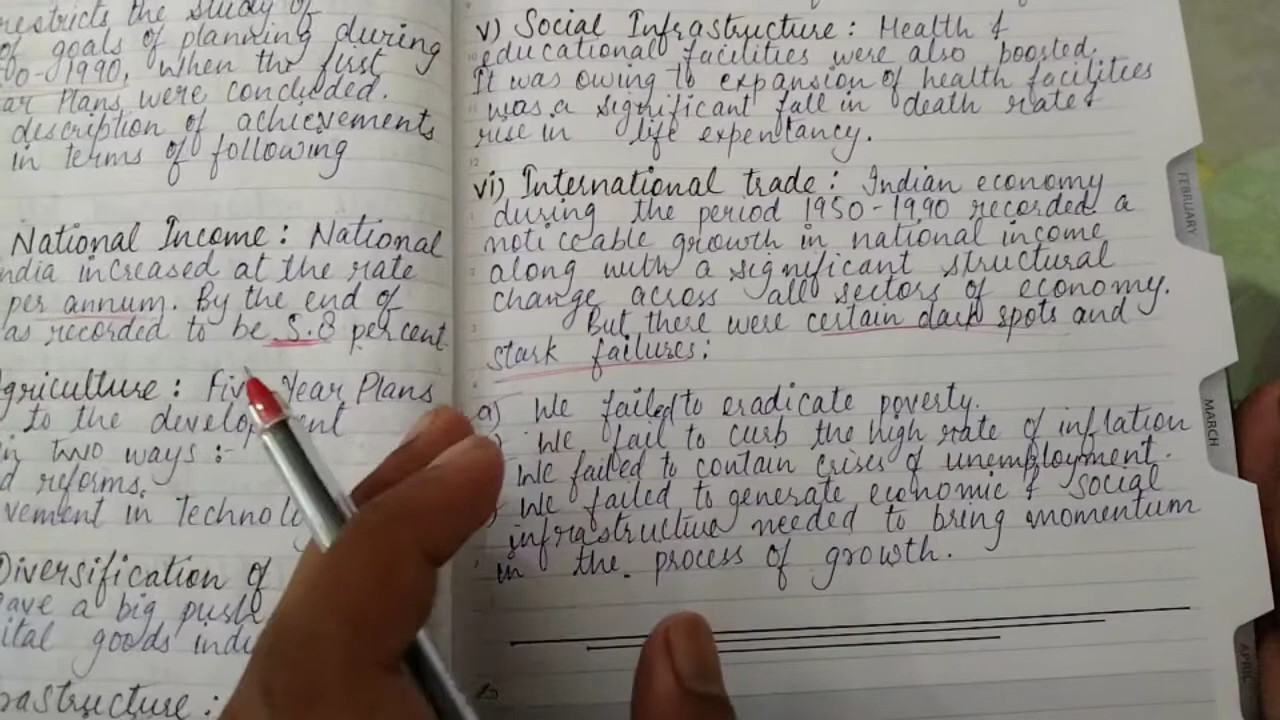 restricts the study of
of goals of planning during
1990, when the first
ar Plans were concluded.
description of achievements
in terms of following
National Income: National
ndia increased at the rate
per annum. By the end of
as recorded to be 5.8 per cent.
griculture: Five Year Plans
to the development
in two ways :-
d reforms.
vement in Technolo
Diversification of
ave a big push
ital goods indu
rastructure:
v) Social Infrastructure: Health &
educational facilities were also boosted.
It was owing to expansion of health facilities
was a significant fall in death rate &
rise in life expentancy.
vi) International trade: Indian economy
during the period 1950-1990 recorded a
noticeable growth in national income
along with a significant structural
change across all sectors of economy.
But there were certain dark spots and
stark failures:
a) We failed to eradicate poverty.
We fail to curb the high rate of inflation
We failed to contain crises of unemployment.
We failed to generate economic & social
infrastructure needed to bring momentum
in the process of growth.
FEBRUARY
MARCH
APRIL